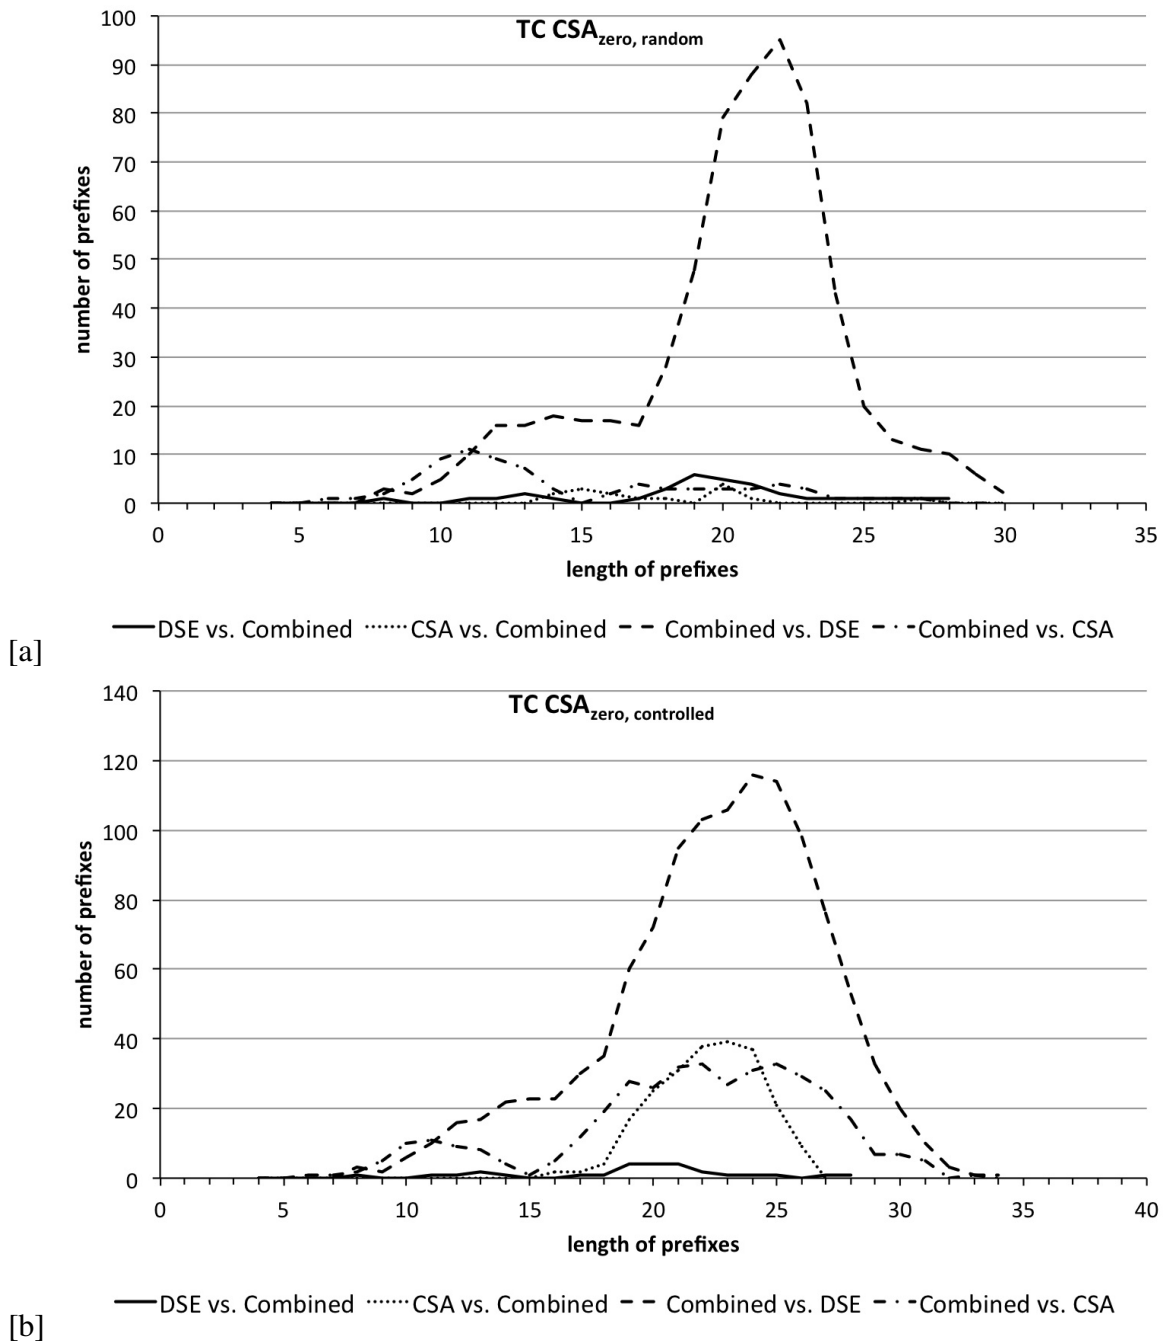 TC CSAzero, random
100
90
80
70
60
50
40
30
20
10
0
number of prefixes
0 5 10 15 20 25 30 35
length of prefixes
DSE vs. Combined CSA vs. Combined Combined vs. DSE Combined vs. CSA
[a]
TC CSAzero, controlled
140
120
100
80
60
40
20
0
number of prefixes
0 5 10 15 20 25 30 35 40
length of prefixes
DSE vs. Combined CSA vs. Combined Combined vs. DSE Combined vs. CSA
[b]